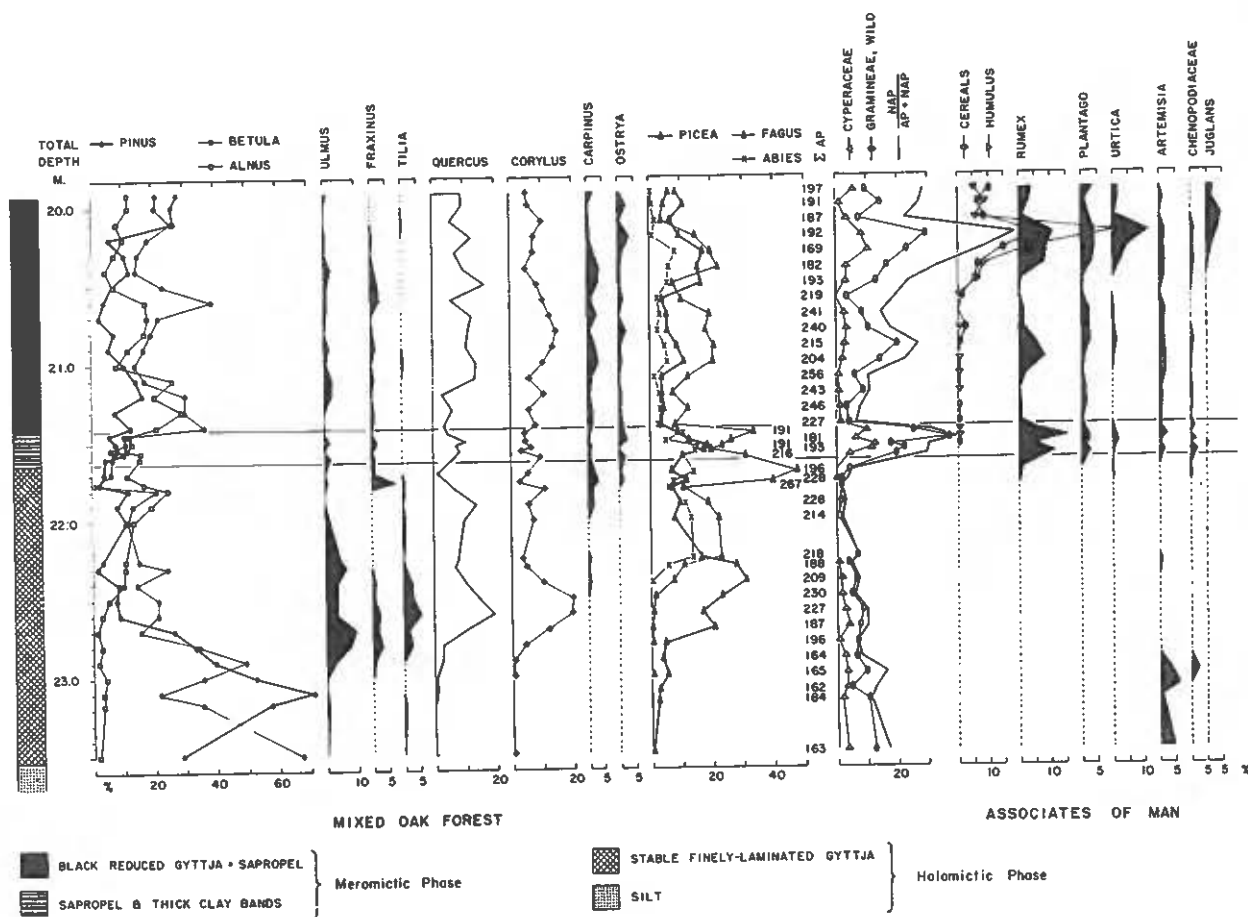 TOTAL DEPTH M.
PINUS
BETULA
ALNUS
ULMUS
FRAXINUS
TILIA
QUERCUS
CORYLUS
CARPINUS
OSTRYA
PICEA
FAGUS
ABIES
Σ AP
CYPERACEAE
GRAMINEAE, WILD
NAP
AP + NAP
CEREALS
HUMULUS
RUMEX
PLANTAGO
URTICA
ARTEMISIA
CHENOPODIACEAE
JUGLANS
20.0
21.0
22.0
23.0
197
191
187
192
169
182
193
219
241
240
215
204
256
243
246
227
191
181
191
193
216
196
228
267
226
214
218
188
209
230
227
187
196
164
165
162
184
163
% 20 40 60 10 5 5 20 20 5 5 20 40 20 10 10 5 10 5 5 5 %
MIXED OAK FOREST
ASSOCIATES OF MAN
BLACK REDUCED GYTTJA = SAPROPEL
SAPROPEL & THICK CLAY BANDS
Meromictic Phase
STABLE FINELY-LAMINATED GYTTJA
SILT
Holomictic Phase